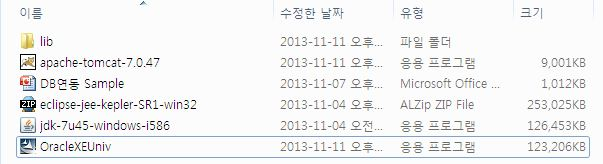 이름 수정한 날짜 유형 크기
lib 2013-11-11 오후... 파일 폴더
apache-tomcat-7.0.47 2013-11-11 오후... 응용 프로그램 9,001KB
DB연동 Sample 2013-11-07 오후... Microsoft Office ... 1,012KB
eclipse-jee-kepler-SR1-win32 2013-11-04 오후... ALZip ZIP File 253,025KB
jdk-7u45-windows-i586 2013-11-04 오전... 응용 프로그램 126,453KB
OracleXEUniv 2013-11-11 오후... 응용 프로그램 123,206KB